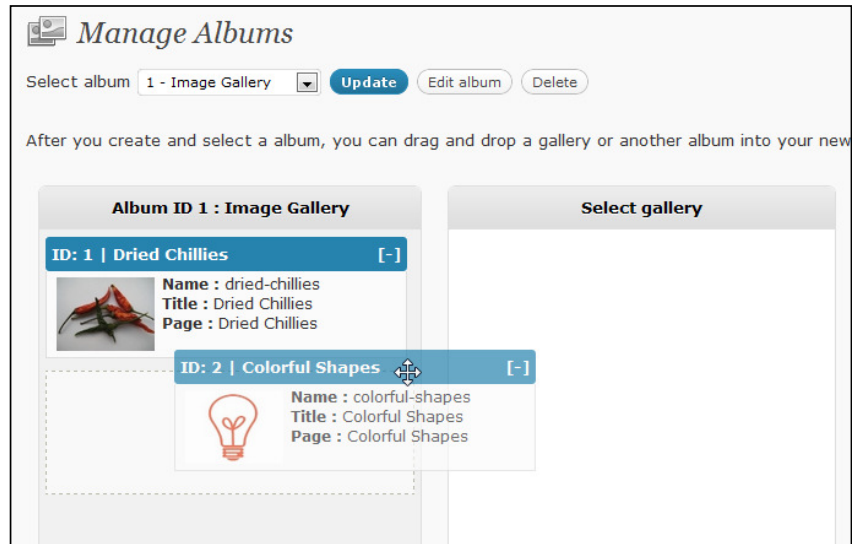 Manage Albums
Select album 1 - Image Gallery Update Edit album Delete
After you create and select a album, you can drag and drop a gallery or another album into your new
Album ID 1 : Image Gallery
Select gallery
ID: 1 | Dried Chillies [-]
Name : dried-chillies
Title : Dried Chillies
Page : Dried Chillies
ID: 2 | Colorful Shapes [-]
Name : colorful-shapes
Title : Colorful Shapes
Page : Colorful Shapes